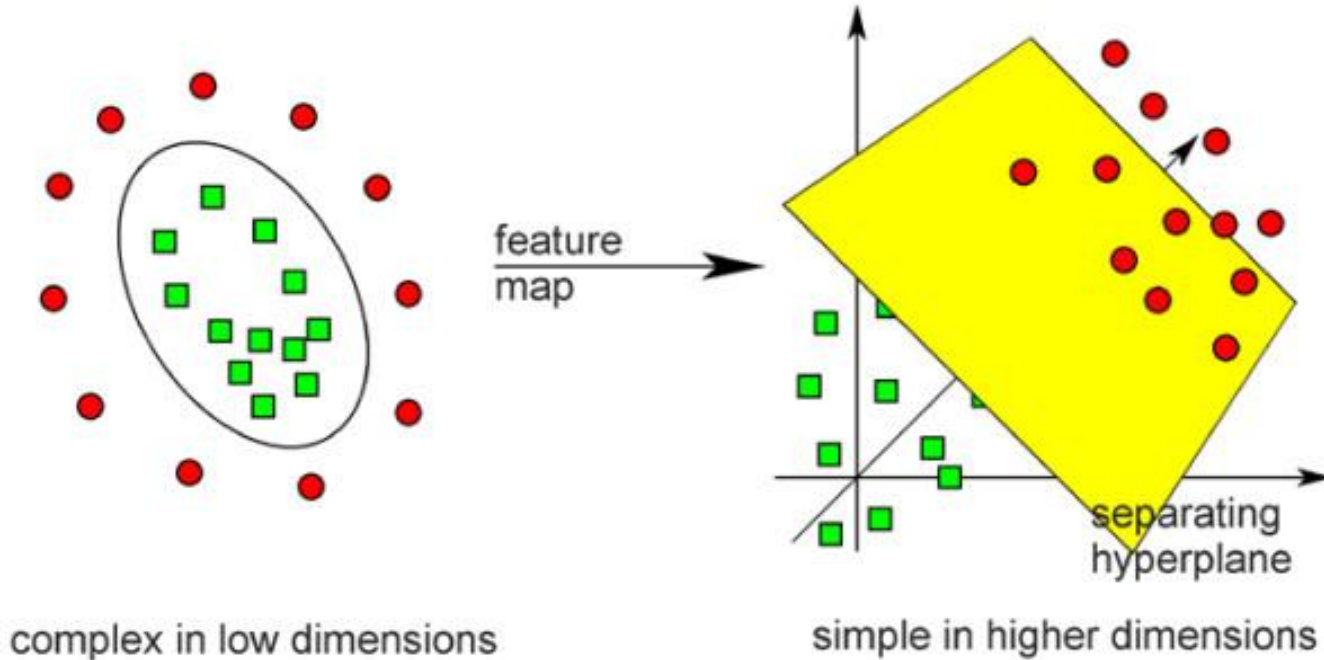 feature
map
separating
hyperplane
complex in low dimensions
simple in higher dimensions